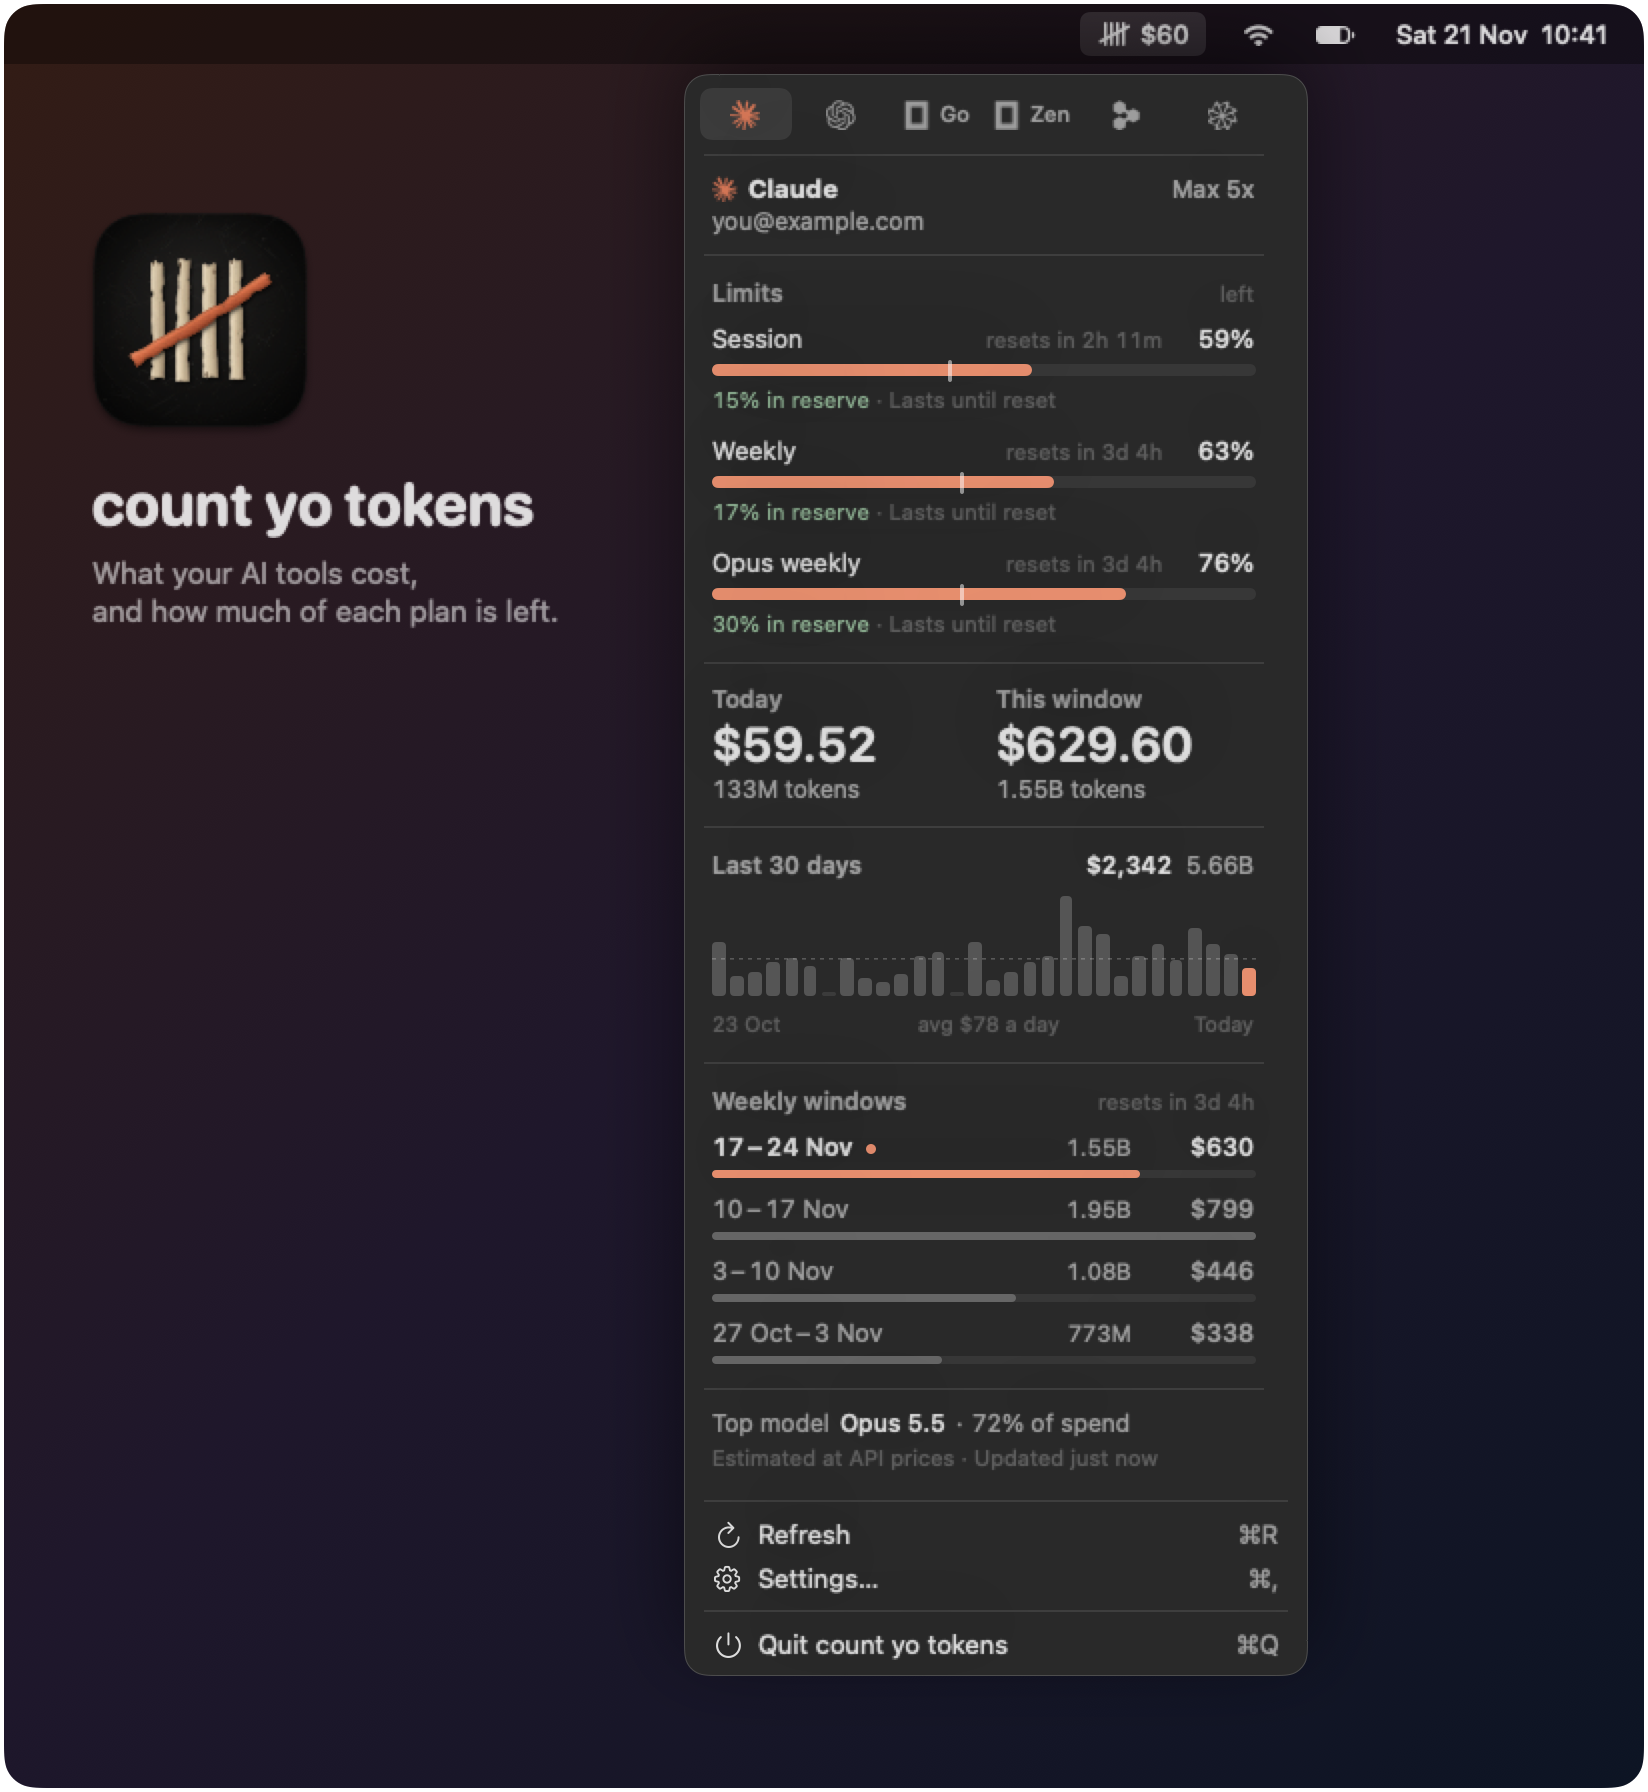 $60 Sat 21 Nov 10:41
Go Zen
Claude Max 5x
you@example.com
Limits left
Session resets in 2h 11m 59%
15% in reserve · Lasts until reset
Weekly resets in 3d 4h 63%
17% in reserve · Lasts until reset
Opus weekly resets in 3d 4h 76%
30% in reserve · Lasts until reset
count yo tokens
What your AI tools cost,
and how much of each plan is left.
Today This window
$59.52 $629.60
133M tokens 1.55B tokens
Last 30 days $2,342 5.66B
23 Oct avg $78 a day Today
Weekly windows resets in 3d 4h
17–24 Nov 1.55B $630
10–17 Nov 1.95B $799
3–10 Nov 1.08B $446
27 Oct–3 Nov 773M $338
Top model Opus 5.5 · 72% of spend
Estimated at API prices · Updated just now
Refresh ⌘R
Settings... ⌘,
Quit count yo tokens ⌘Q